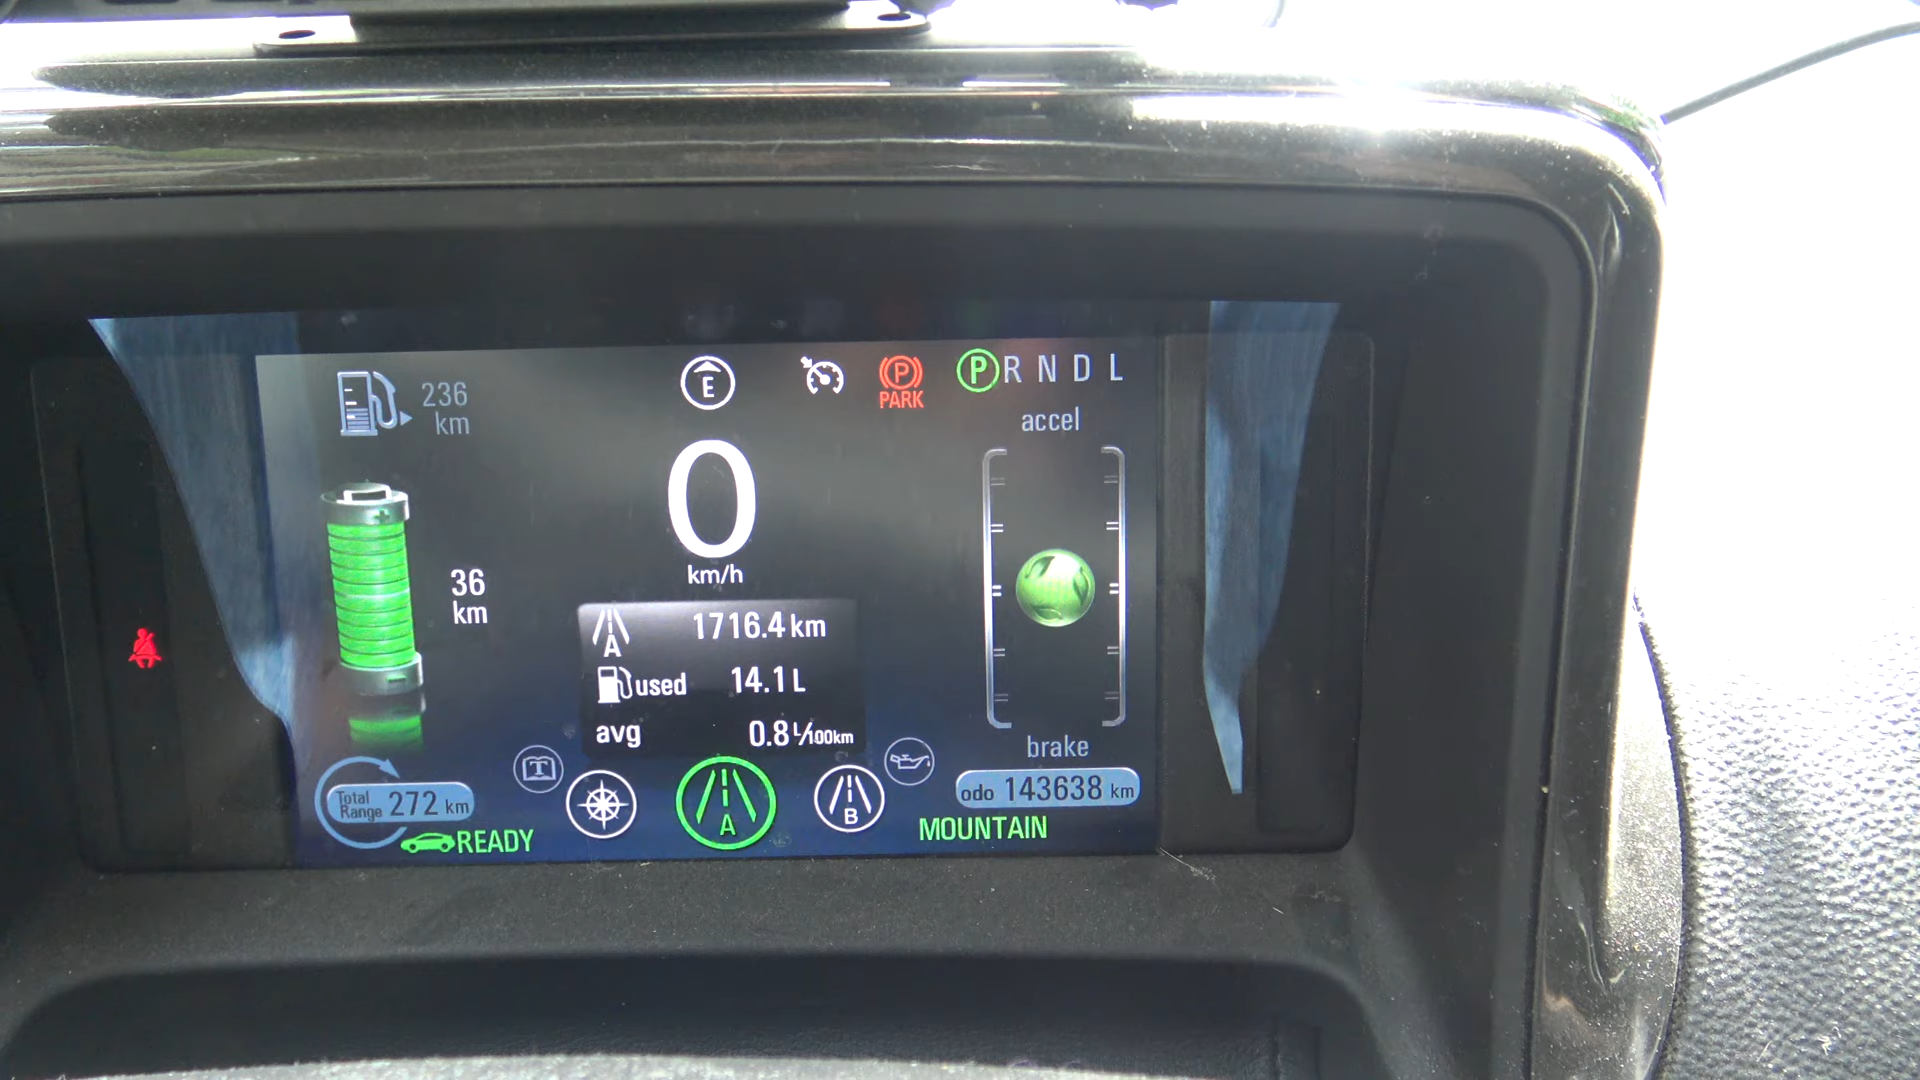 236
km
E
P
PARK
P R N D L
accel
0
km/h
36
km
A
1716.4 km
used 14.1 L
avg 0.8 L/100km
brake
Total
Range 272 km
READY
A
B
odo 143638 km
MOUNTAIN